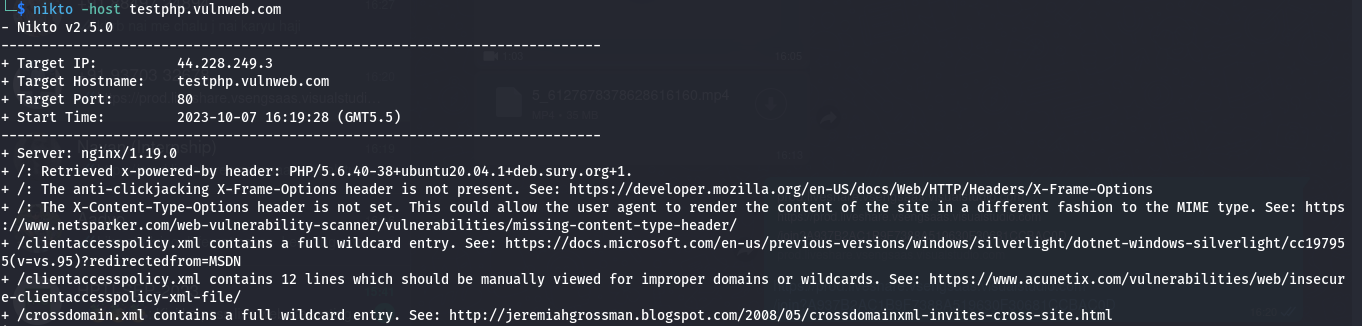 └─$ nikto -host testphp.vulnweb.com
- Nikto v2.5.0
---------------------------------------------------------------------------
+ Target IP:          44.228.249.3
+ Target Hostname:    testphp.vulnweb.com
+ Target Port:        80
+ Start Time:         2023-10-07 16:19:28 (GMT5.5)
---------------------------------------------------------------------------
+ Server: nginx/1.19.0
+ /: Retrieved x-powered-by header: PHP/5.6.40-38+ubuntu20.04.1+deb.sury.org+1.
+ /: The anti-clickjacking X-Frame-Options header is not present. See: https://developer.mozilla.org/en-US/docs/Web/HTTP/Headers/X-Frame-Options
+ /: The X-Content-Type-Options header is not set. This could allow the user agent to render the content of the site in a different fashion to the MIME type. See: https
://www.netsparker.com/web-vulnerability-scanner/vulnerabilities/missing-content-type-header/
+ /clientaccesspolicy.xml contains a full wildcard entry. See: https://docs.microsoft.com/en-us/previous-versions/windows/silverlight/dotnet-windows-silverlight/cc19795
5(v=vs.95)?redirectedfrom=MSDN
+ /clientaccesspolicy.xml contains 12 lines which should be manually viewed for improper domains or wildcards. See: https://www.acunetix.com/vulnerabilities/web/insecur
e-clientaccesspolicy-xml-file/
+ /crossdomain.xml contains a full wildcard entry. See: http://jeremiahgrossman.blogspot.com/2008/05/crossdomainxml-invites-cross-site.html